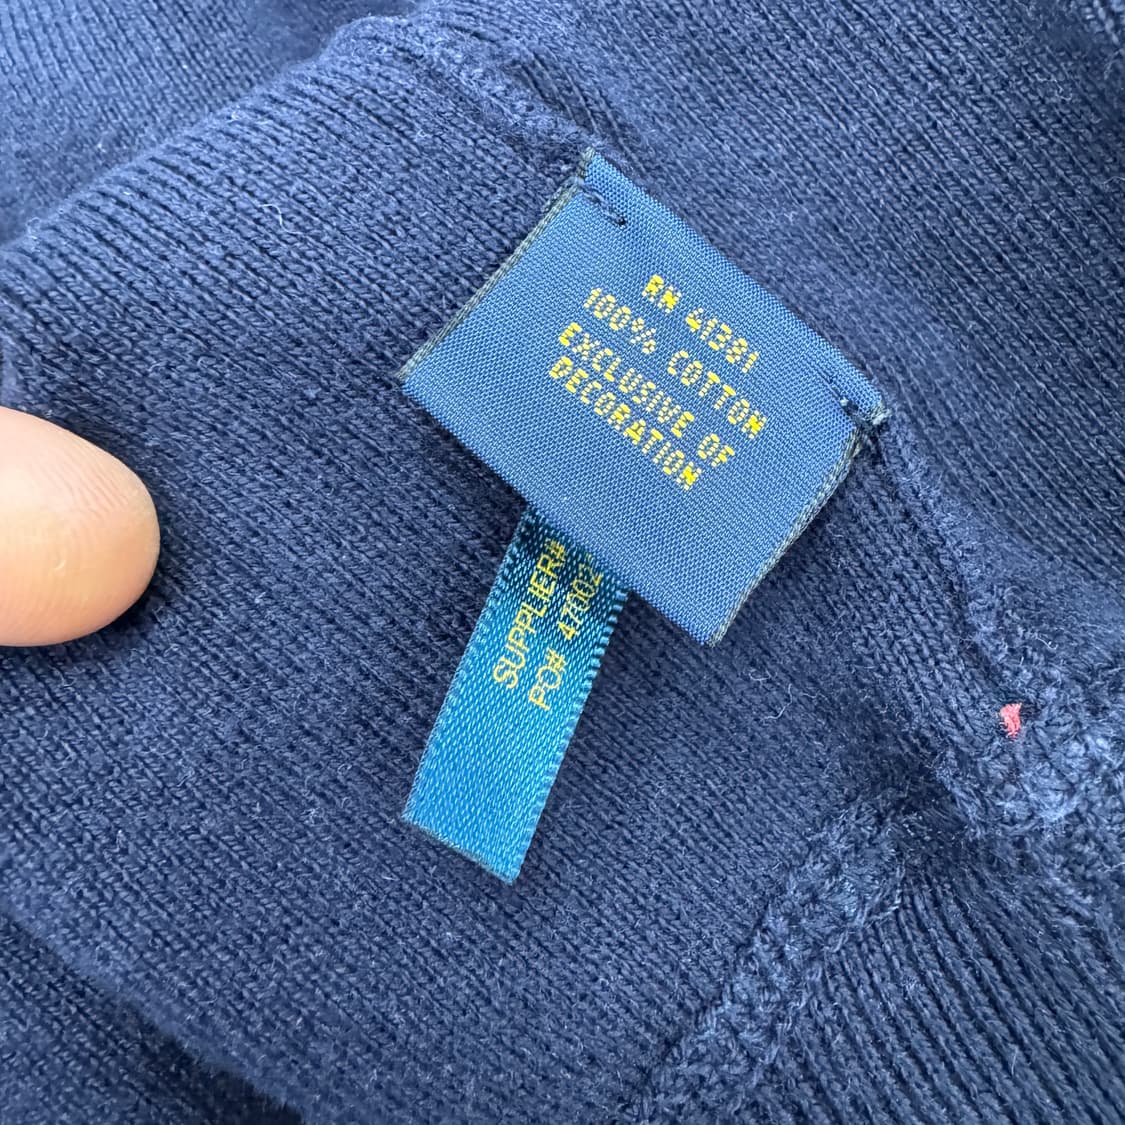 RN 41381
100% COTTON
EXCLUSIVE OF
DECORATION
SUPPLIER#
PO# 47002